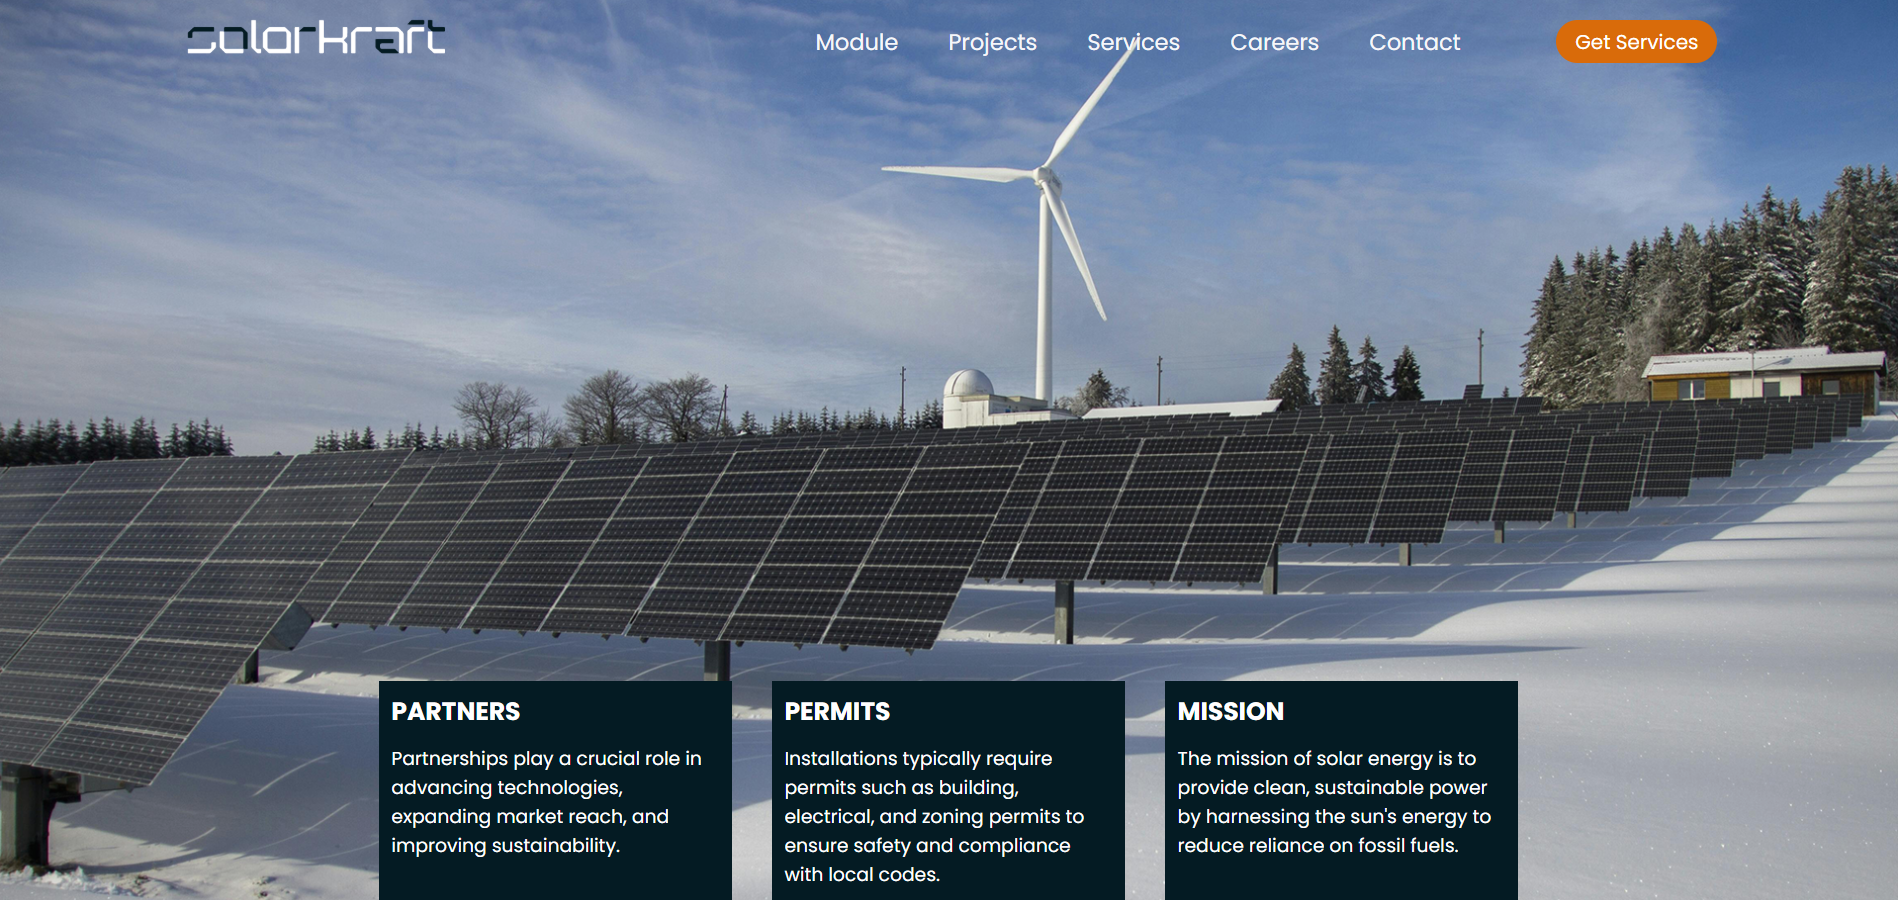 solarkraft
Module Projects Services Careers Contact Get Services
PARTNERS
Partnerships play a crucial role in
advancing technologies,
expanding market reach, and
improving sustainability.
PERMITS
Installations typically require
permits such as building,
electrical, and zoning permits to
ensure safety and compliance
with local codes.
MISSION
The mission of solar energy is to
provide clean, sustainable power
by harnessing the sun's energy to
reduce reliance on fossil fuels.